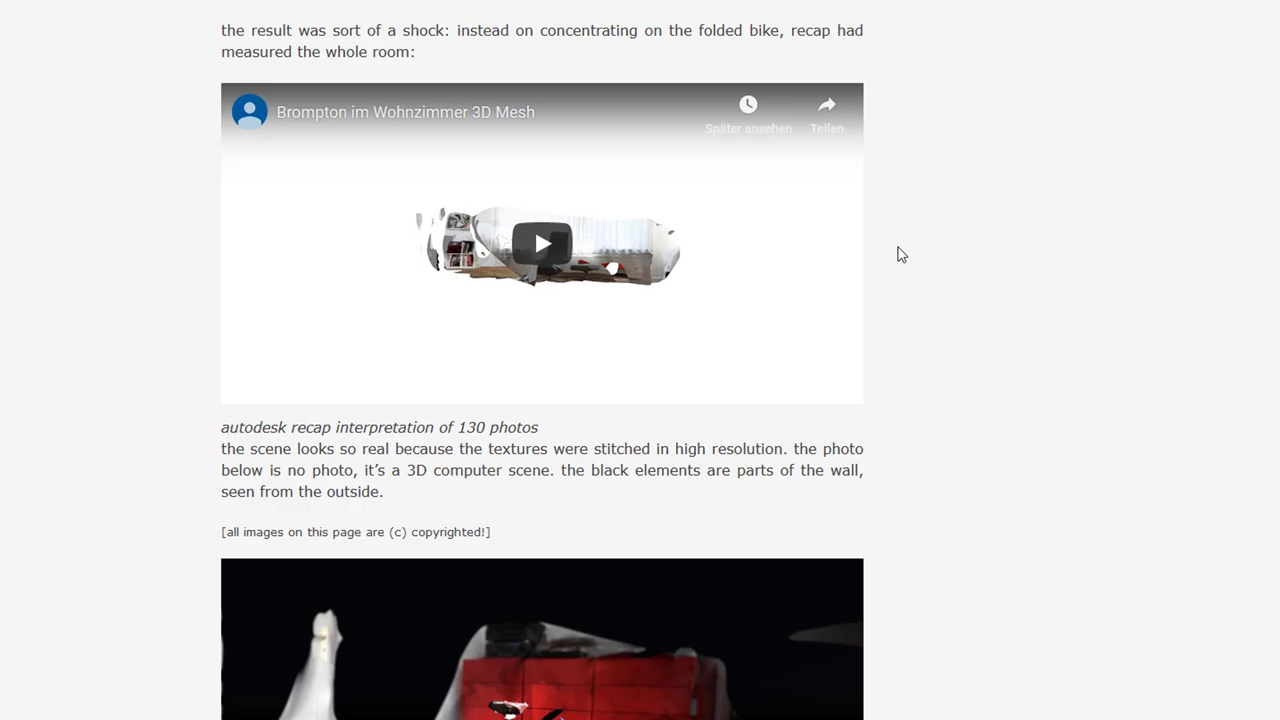 the result was sort of a shock: instead on concentrating on the folded bike, recap had
measured the whole room:
Brompton im Wohnzimmer 3D Mesh
Später ansehen
Teilen
autodesk recap interpretation of 130 photos
the scene looks so real because the textures were stitched in high resolution. the photo
below is no photo, it’s a 3D computer scene. the black elements are parts of the wall,
seen from the outside.
[all images on this page are (c) copyrighted!]